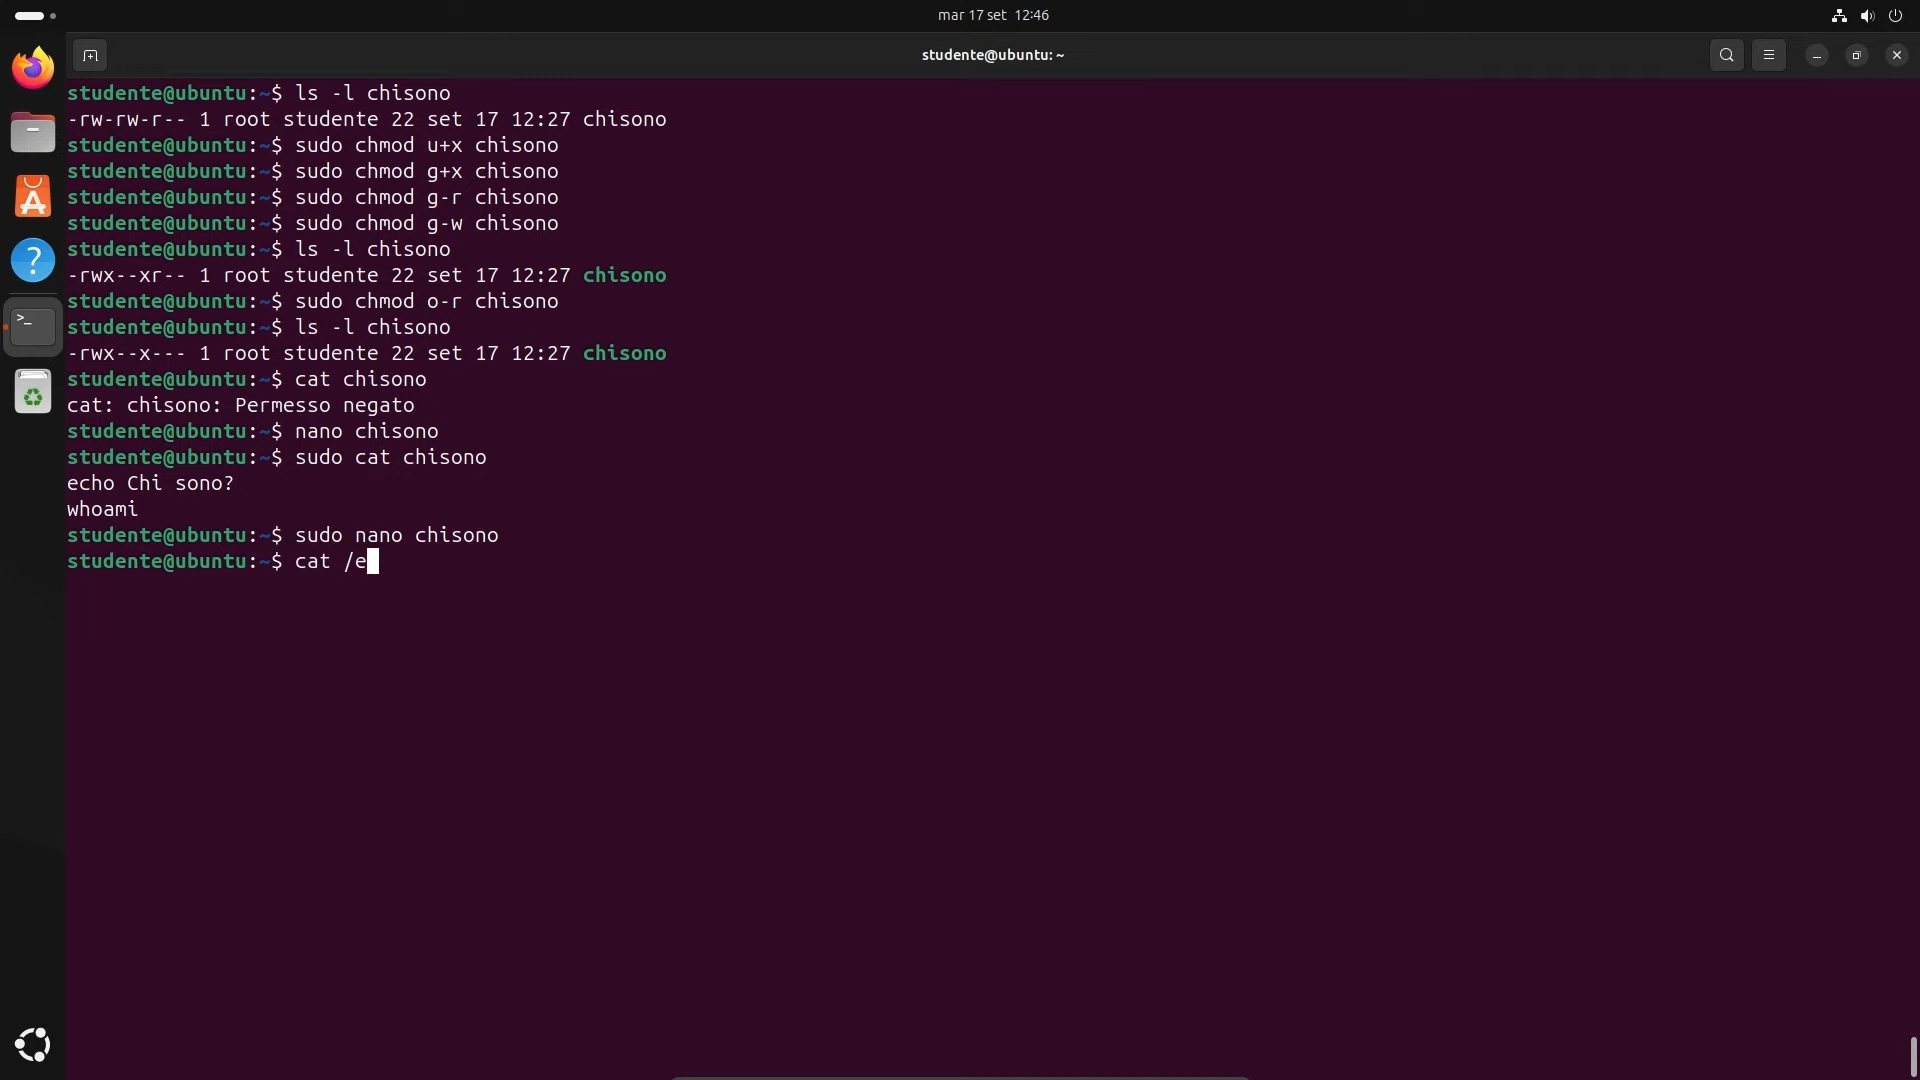 mar 17 set 12:46
studente@ubuntu: ~
studente@ubuntu:~$ ls -l chisono
-rw-rw-r-- 1 root studente 22 set 17 12:27 chisono
studente@ubuntu:~$ sudo chmod u+x chisono
studente@ubuntu:~$ sudo chmod g+x chisono
studente@ubuntu:~$ sudo chmod g-r chisono
studente@ubuntu:~$ sudo chmod g-w chisono
studente@ubuntu:~$ ls -l chisono
-rwx--xr-- 1 root studente 22 set 17 12:27 chisono
studente@ubuntu:~$ sudo chmod o-r chisono
studente@ubuntu:~$ ls -l chisono
-rwx--x--- 1 root studente 22 set 17 12:27 chisono
studente@ubuntu:~$ cat chisono
cat: chisono: Permesso negato
studente@ubuntu:~$ nano chisono
studente@ubuntu:~$ sudo cat chisono
echo Chi sono?
whoami
studente@ubuntu:~$ sudo nano chisono
studente@ubuntu:~$ cat /e